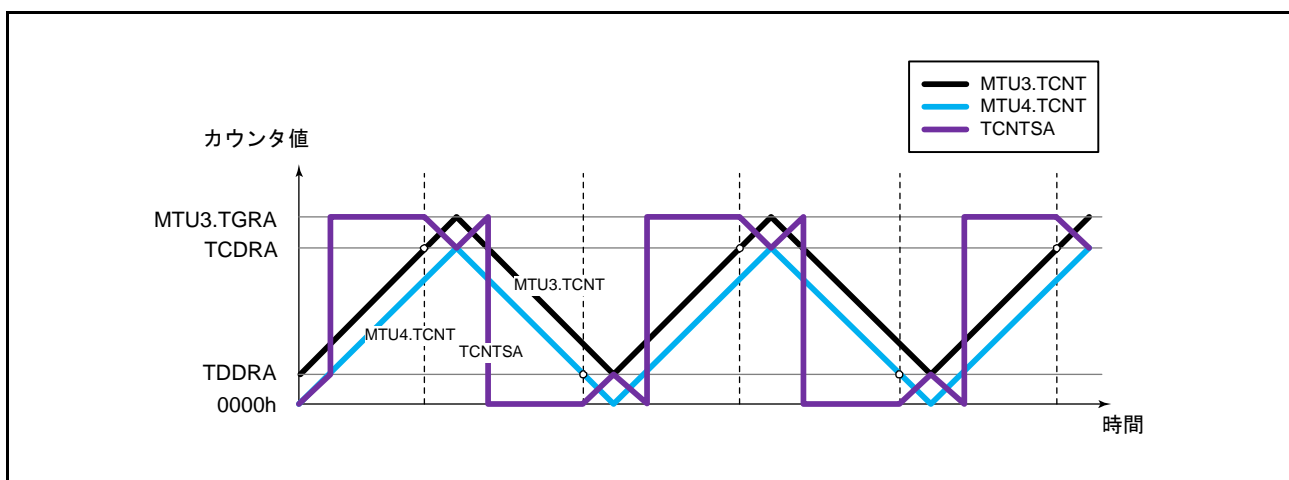 MTU3.TCNT
MTU4.TCNT
TCNTSA
カウンタ値
MTU3.TGRA
TCDRA
MTU3.TCNT
MTU4.TCNT
TCNTSA
TDDRA
0000h
時間